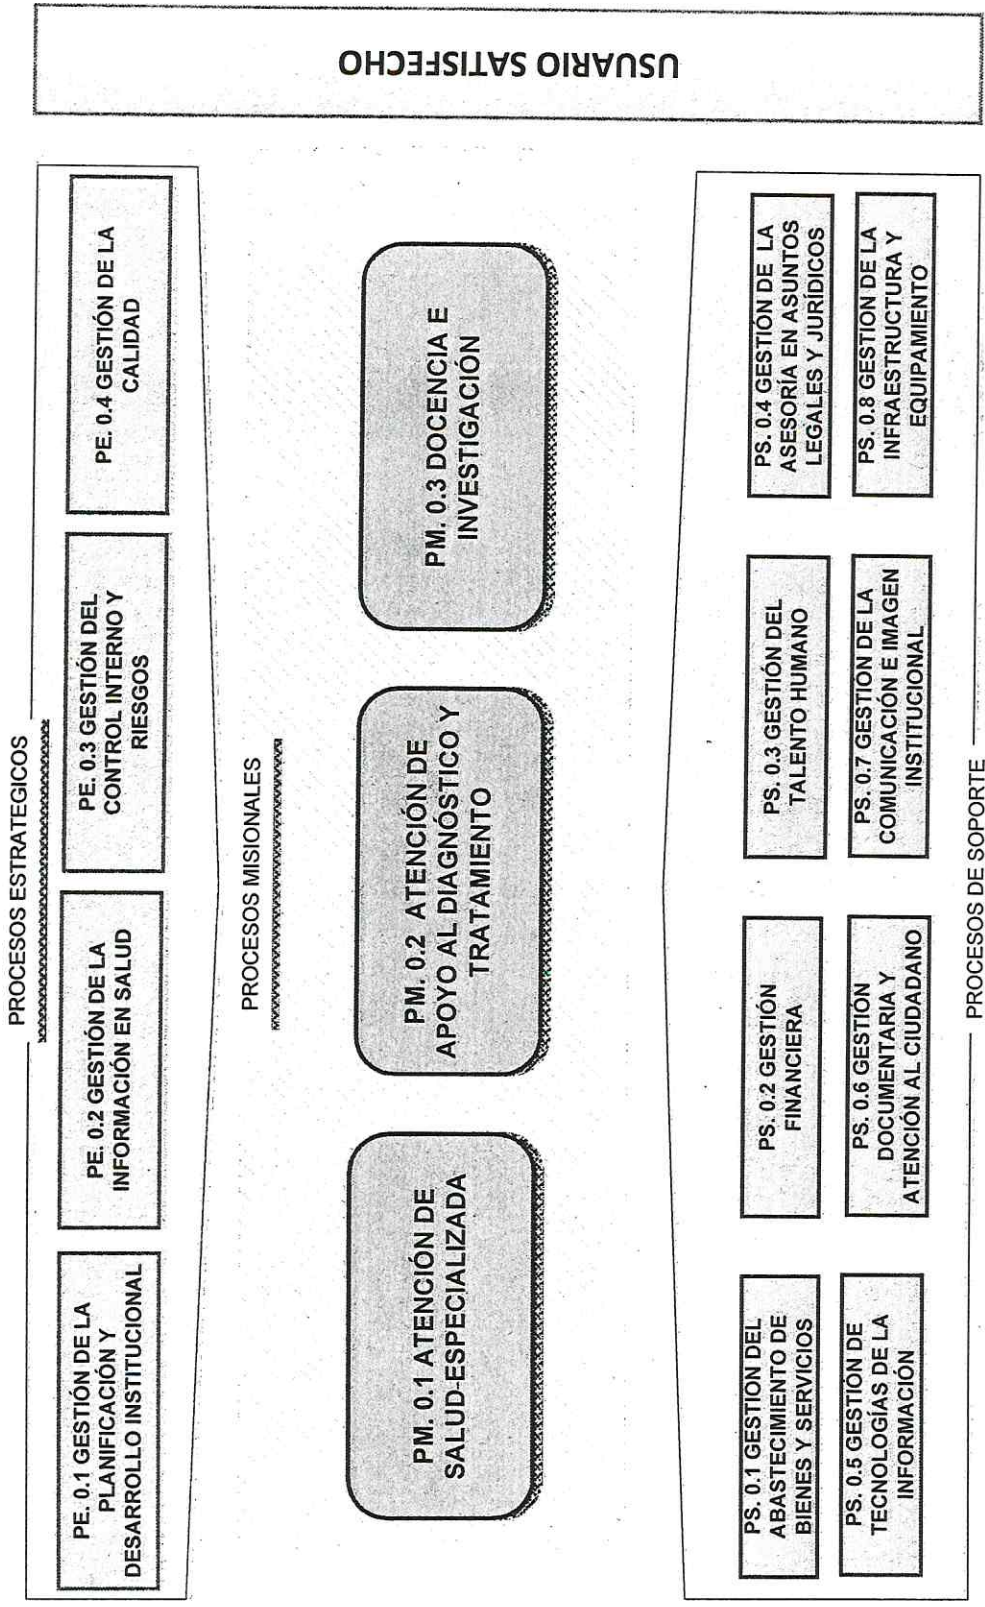 PROCESOS ESTRATEGICOS
PE. 0.1 GESTIÓN DE LA
PLANIFICACIÓN Y
DESARROLLO INSTITUCIONAL
PE. 0.2 GESTIÓN DE LA
INFORMACIÓN EN SALUD
PE. 0.3 GESTIÓN DEL
CONTROL INTERNO Y
RIESGOS
PE. 0.4 GESTIÓN DE LA
CALIDAD
PROCESOS MISIONALES
PM. 0.1 ATENCIÓN DE
SALUD-ESPECIALIZADA
PM. 0.2 ATENCIÓN DE
APOYO AL DIAGNÓSTICO Y
TRATAMIENTO
PM. 0.3 DOCENCIA E
INVESTIGACIÓN
PS. 0.1 GESTION DEL
ABASTECIMIENTO DE
BIENES Y SERVICIOS
PS. 0.2 GESTIÓN
FINANCIERA
PS. 0.3 GESTIÓN DEL
TALENTO HUMANO
PS. 0.4 GESTIÓN DE LA
ASESORÍA EN ASUNTOS
LEGALES Y JURÍDICOS
PS. 0.5 GESTIÓN DE
TECNOLOGÍAS DE LA
INFORMACIÓN
PS. 0.6 GESTIÓN
DOCUMENTARIA Y
ATENCIÓN AL CIUDADANO
PS. 0.7 GESTION DE LA
COMUNICACIÓN E IMAGEN
INSTITUCIONAL
PS. 0.8 GESTION DE LA
INFRAESTRUCTURA Y
EQUIPAMIENTO
PROCESOS DE SOPORTE
USUARIO SATISFECHO